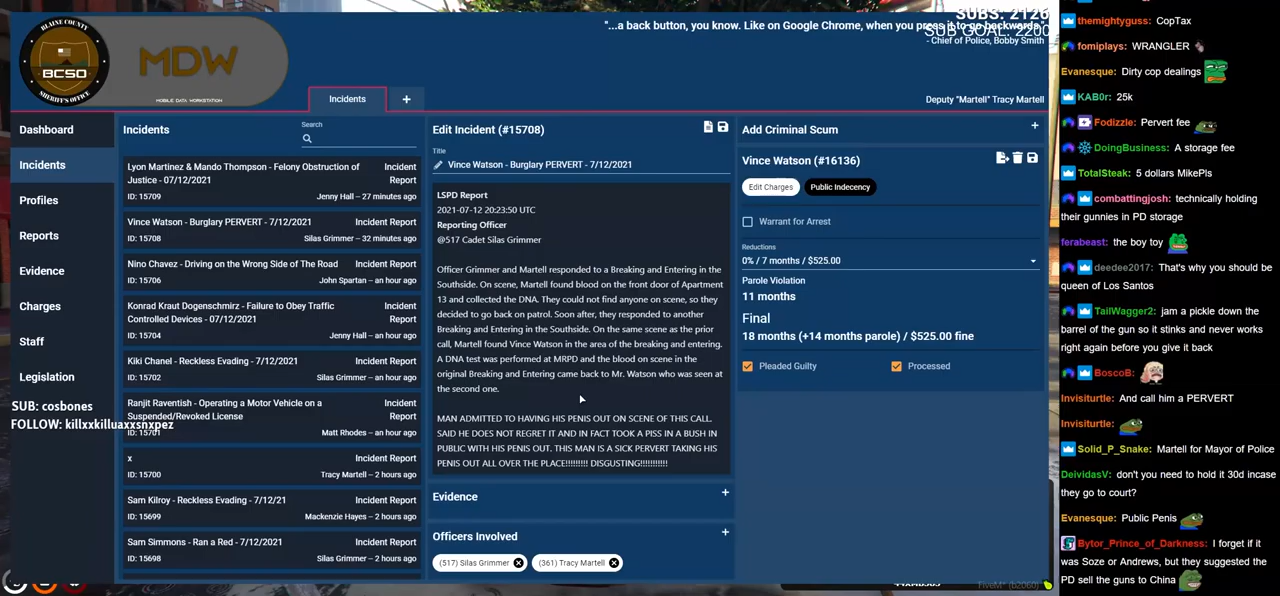 BLAINE COUNTY
BCSO
SHERIFF'S OFFICE
MDW
MOBILE DATA WORKSTATION
SUBS: 2126
SUB GOAL: 2200
"...a back button, you know. Like on Google Chrome, when you press it to go backwards."
- Chief of Police, Bobby Smith
Incidents
+
Deputy "Martell" Tracy Martell
Dashboard
Incidents
Profiles
Reports
Evidence
Charges
Staff
Legislation
SUB: cosbones
FOLLOW: killxxkilluaxxsnxpez
Incidents
Search
Lyon Martinez & Mando Thompson - Felony Obstruction of
Justice - 07/12/2021
Incident
Report
ID: 15709
Jenny Hall – 27 minutes ago
Vince Watson - Burglary PERVERT - 7/12/2021
Incident Report
ID: 15708
Silas Grimmer – 32 minutes ago
Nino Chavez - Driving on the Wrong Side of The Road
Incident Report
ID: 15706
John Spartan – an hour ago
Konrad Kraut Dogenschmirz - Failure to Obey Traffic
Controlled Devices - 07/12/2021
Incident
Report
ID: 15704
Jenny Hall – an hour ago
Kiki Chanel - Reckless Evading - 7/12/2021
Incident Report
ID: 15702
Silas Grimmer – an hour ago
Ranjit Ravintish - Operating a Motor Vehicle on a
Suspended/Revoked License
Incident
Report
ID: 15701
Matt Rhodes – an hour ago
x
Incident Report
ID: 15700
Tracy Martell – 2 hours ago
Sam Kilroy - Reckless Evading - 7/12/21
Incident Report
ID: 15699
Mackenzie Hayes – 2 hours ago
Sam Simmons - Ran a Red - 7/12/2021
Incident Report
ID: 15698
Silas Grimmer – 2 hours ago
Edit Incident (#15708)
Title
Vince Watson - Burglary PERVERT - 7/12/2021
LSPD Report
2021-07-12 20:23:50 UTC
Reporting Officer
@517 Cadet Silas Grimmer
Officer Grimmer and Martell responded to a Breaking and Entering in the
Southside. On scene, Martell found blood on the front door of Apartment
13 and collected the DNA. They could not find anyone on scene, so they
decided to go back on patrol. Soon after, they responded to another
Breaking and Entering in the Southside. On the same scene as the prior
call, Martell found Vince Watson in the area of the breaking and entering.
A DNA test was performed at MRPD and the blood on scene in the
original Breaking and Entering came back to Mr. Watson who was seen at
the second one.
MAN ADMITTED TO HAVING HIS PENIS OUT ON SCENE OF THIS CALL.
SAID HE DOES NOT REGRET IT AND IN FACT TOOK A PISS IN A BUSH IN
PUBLIC WITH HIS PENIS OUT. THIS MAN IS A SICK PERVERT TAKING HIS
PENIS OUT ALL OVER THE PLACE!!!!!!!!! DISGUSTING!!!!!!!!!!!
Evidence
+
Officers Involved
+
(517) Silas Grimmer
(361) Tracy Martell
Add Criminal Scum
+
Vince Watson (#16136)
Edit Charges
Public Indecency
Warrant for Arrest
Reductions
0% / 7 months / $525.00
Parole Violation
11 months
Final
18 months (+14 months parole) / $525.00 fine
Pleaded Guilty
Processed
FiveM* (b2060)
themightyguss: CopTax
fomiplays: WRANGLER
Evanesque: Dirty cop dealings
KAB0r: 25k
Fodizzle: Pervert fee
DoingBusiness: A storage fee
TotalSteak: 5 dollars MikePls
combattingjosh: technically holding
their gunnies in PD storage
ferabeast: the boy toy
deedee2017: That's why you should be
queen of Los Santos
TailWagger2: jam a pickle down the
barrel of the gun so it stinks and never works
right again before you give it back
BoscoB:
Invisiturtle: And call him a PERVERT
Invisiturtle:
Solid_P_Snake: Martell for Mayor of Police
DeividasV: don't you need to hold it 30d incase
they go to court?
Evanesque: Public Penis
Bytor_Prince_of_Darkness: I forget if it
was Soze or Andrews, but they suggested the
PD sell the guns to China